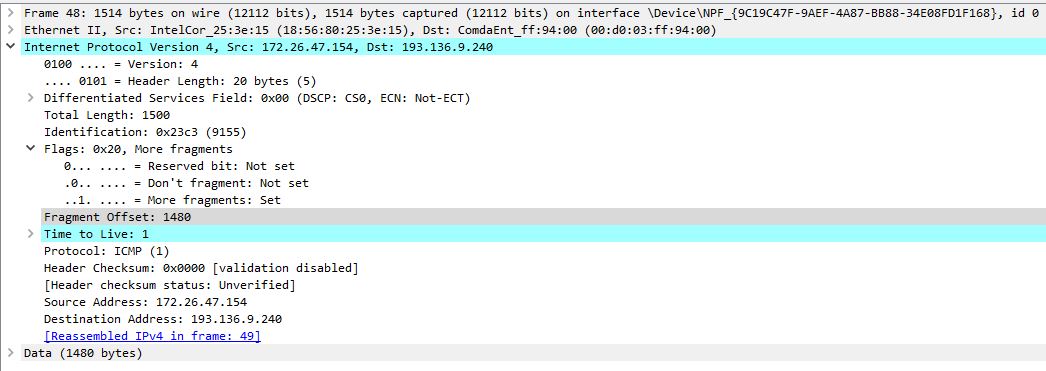 Frame 48: 1514 bytes on wire (12112 bits), 1514 bytes captured (12112 bits) on interface \Device\NPF_{9C19C47F-9AEF-4A87-BB88-34E08FD1F168}, id 0
Ethernet II, Src: IntelCor_25:3e:15 (18:56:80:25:3e:15), Dst: ComdaEnt_ff:94:00 (00:d0:03:ff:94:00)
Internet Protocol Version 4, Src: 172.26.47.154, Dst: 193.136.9.240
0100 .... = Version: 4
.... 0101 = Header Length: 20 bytes (5)
Differentiated Services Field: 0x00 (DSCP: CS0, ECN: Not-ECT)
Total Length: 1500
Identification: 0x23c3 (9155)
Flags: 0x20, More fragments
0... .... = Reserved bit: Not set
.0.. .... = Don't fragment: Not set
..1. .... = More fragments: Set
Fragment Offset: 1480
Time to Live: 1
Protocol: ICMP (1)
Header Checksum: 0x0000 [validation disabled]
[Header checksum status: Unverified]
Source Address: 172.26.47.154
Destination Address: 193.136.9.240
[Reassembled IPv4 in frame: 49]
Data (1480 bytes)